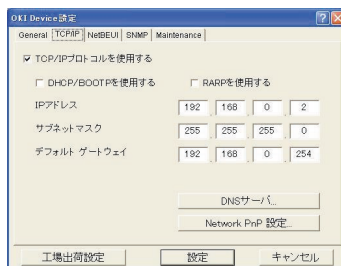 OKI Device設定
General TCP/IP NetBEUI SNMP Maintenance
TCP/IPプロトコルを使用する
DHCP/BOOTPを使用する RARPを使用する
IPアドレス 192 . 168 . 0 . 2
サブネットマスク 255 . 255 . 255 . 0
デフォルト ゲートウェイ 192 . 168 . 0 . 254
DNSサーバ...
Network PnP 設定...
工場出荷設定 設定 キャンセル